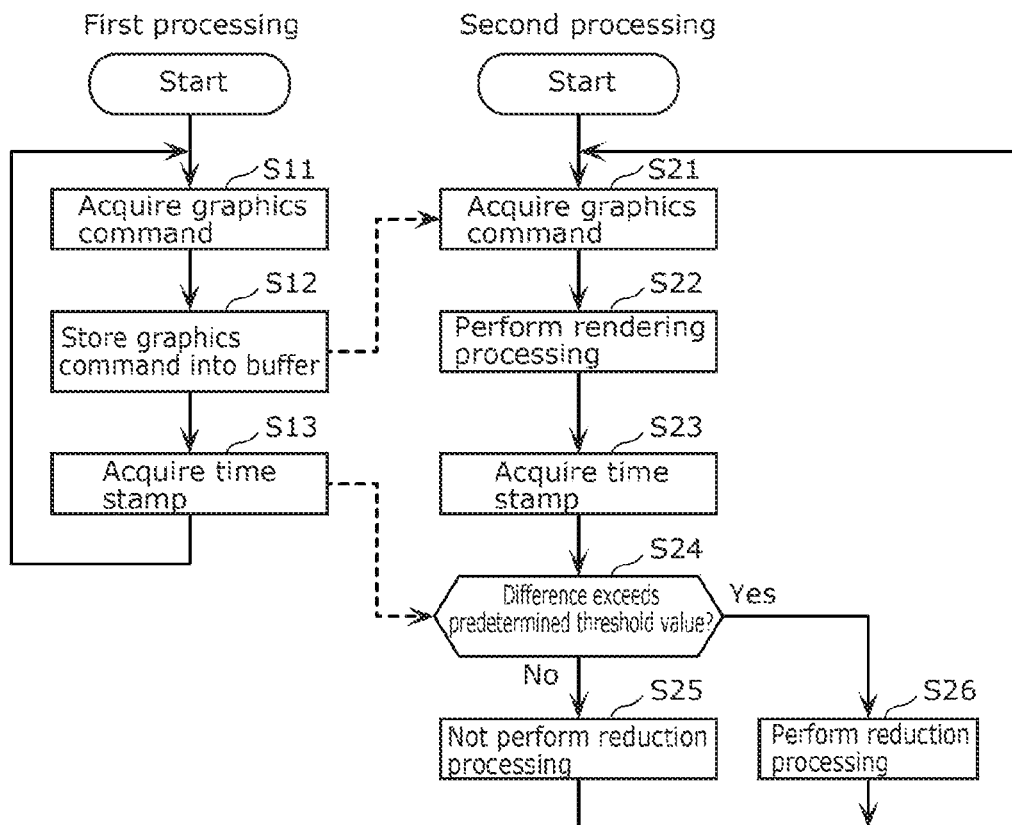 First processing
Second processing
Start
Start
S11
Acquire graphics
command
S21
Acquire graphics
command
S12
Store graphics
command into buffer
S22
Perform rendering
processing
S13
Acquire time
stamp
S23
Acquire time
stamp
S24
Difference exceeds
predetermined threshold value?
Yes
No
S25
Not perform reduction
processing
S26
Perform reduction
processing